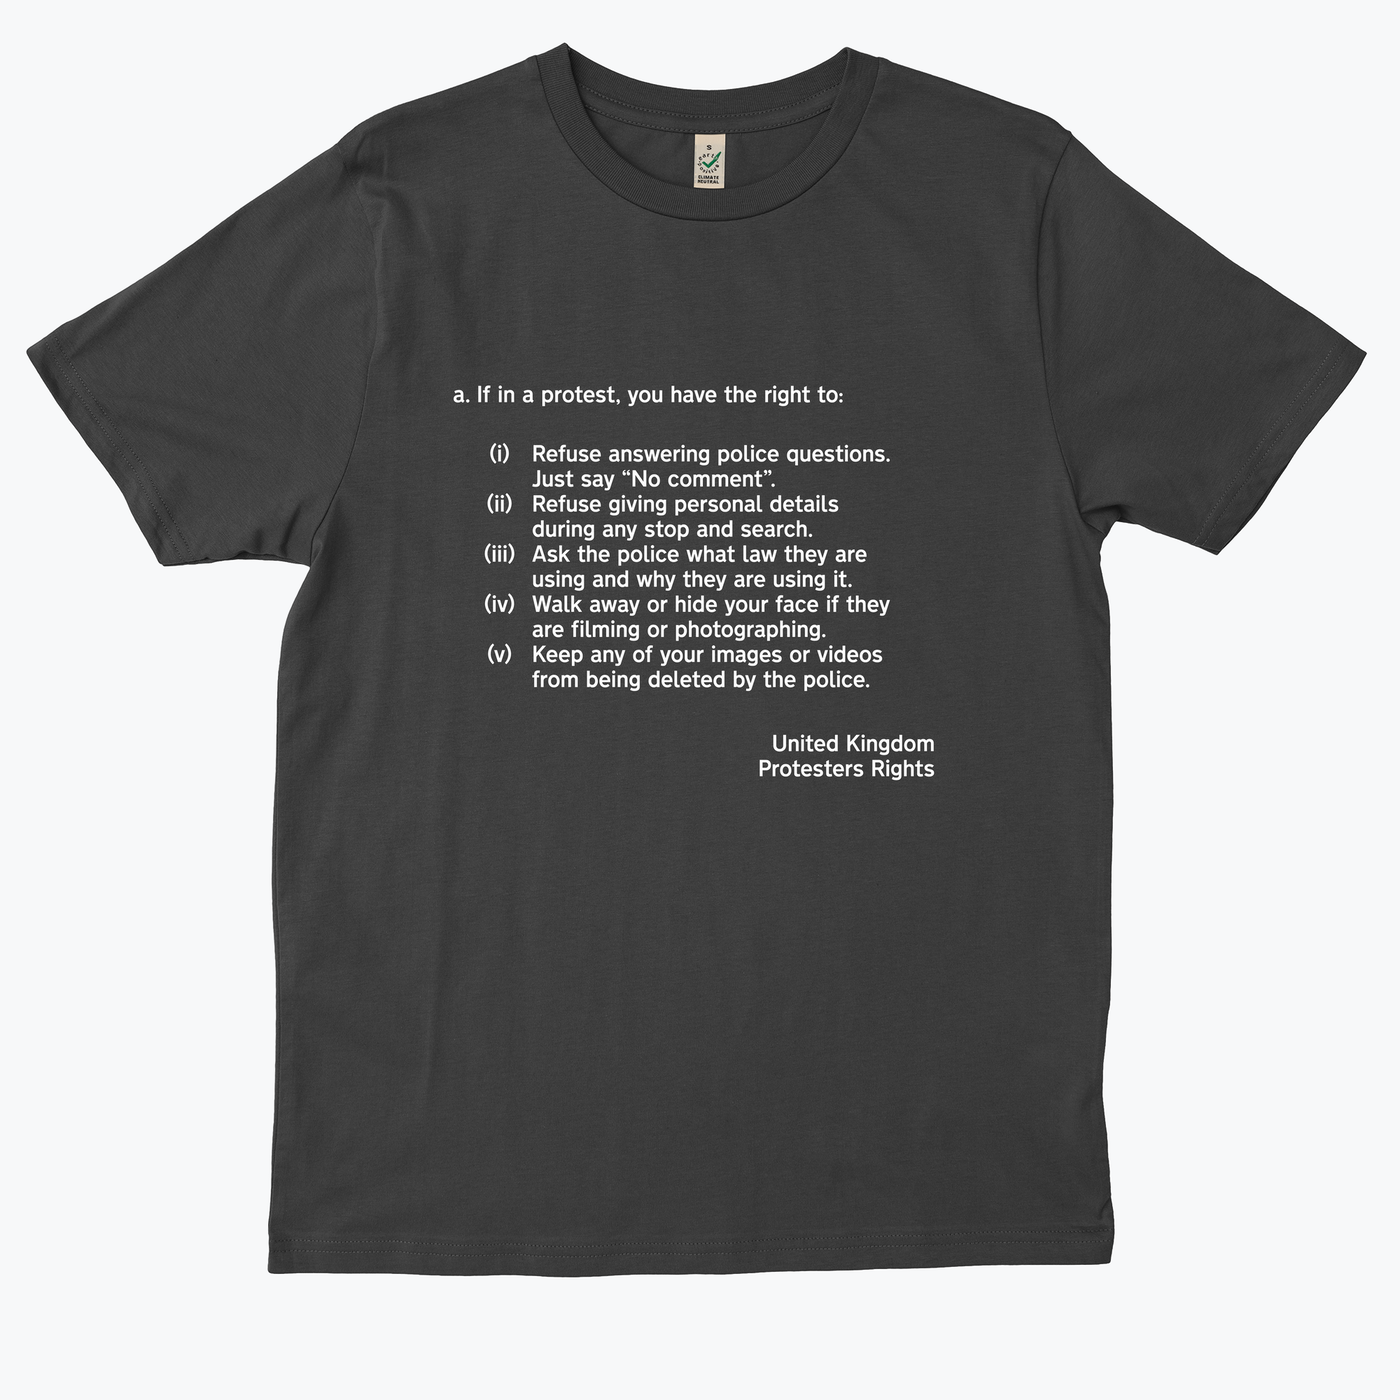 S
CLIMATE
NEUTRAL
a. If in a protest, you have the right to:
(i) Refuse answering police questions.
Just say “No comment”.
(ii) Refuse giving personal details
during any stop and search.
(iii) Ask the police what law they are
using and why they are using it.
(iv) Walk away or hide your face if they
are filming or photographing.
(v) Keep any of your images or videos
from being deleted by the police.
United Kingdom
Protesters Rights